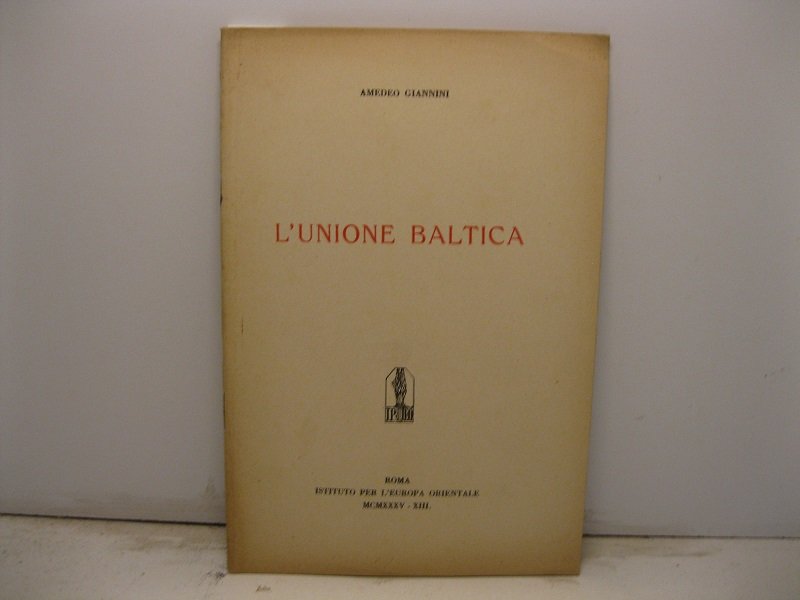 AMEDEO GIANNINI
L'UNIONE BALTICA
ROMA
ISTITUTO PER L'EUROPA ORIENTALE
MCMXXXV - XIII.